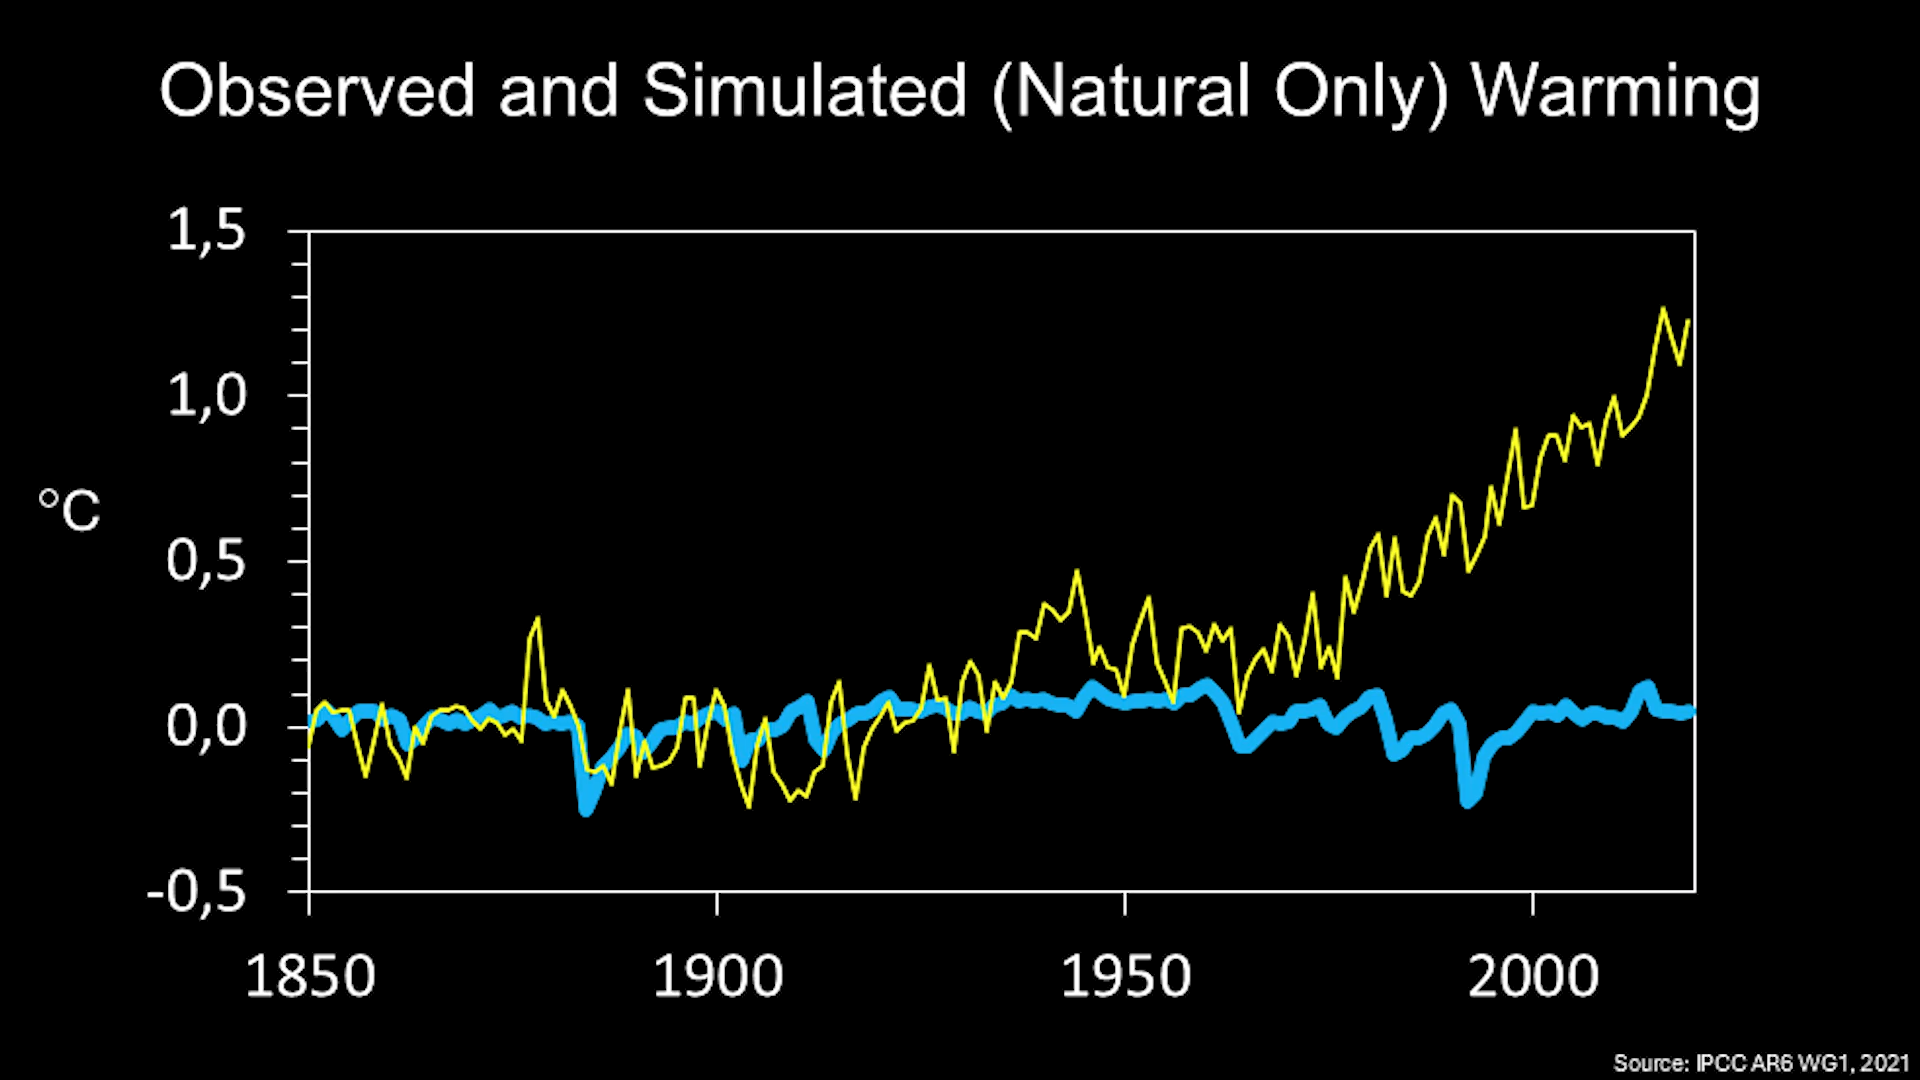 Observed and Simulated (Natural Only) Warming
1,5
1,0
°C
0,5
0,0
-0,5
1850 1900 1950 2000
Source: IPCC AR6 WG1, 2021